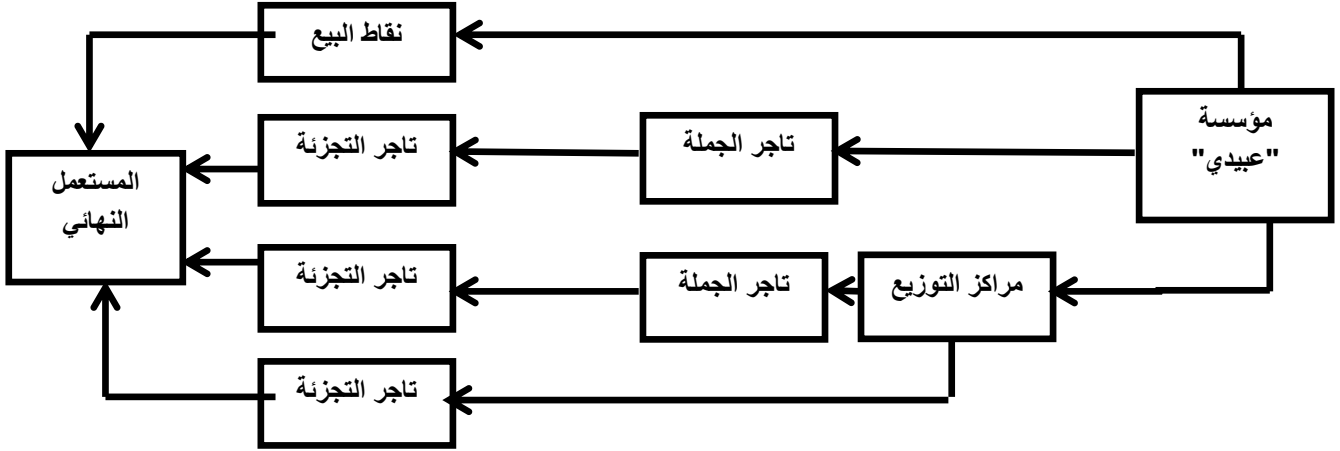 نقاط البيع
مؤسسة
"عبيدي"
تاجر الجملة
تاجر التجزئة
المستعمل
النهائي
مراكز التوزيع
تاجر الجملة
تاجر التجزئة
تاجر التجزئة